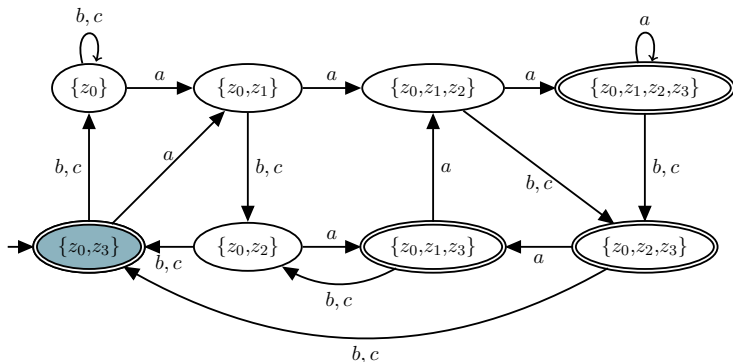 b, c
a
{z₀} a {z₀,z₁} a {z₀,z₁,z₂} a {z₀,z₁,z₂,z₃}
b, c a b, c a b, c b, c
{z₀,z₃} b, c {z₀,z₂} a {z₀,z₁,z₃} a {z₀,z₂,z₃}
b, c
b, c